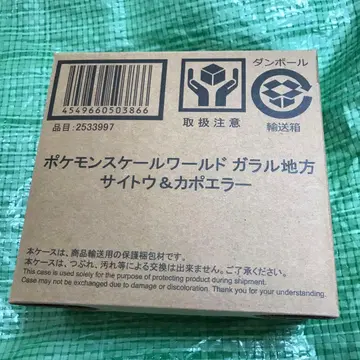 ダンボール
4549660503866
品目:2533997
取扱注意
輸送箱
ポケモンスケールワールド ガラル地方
サイトウ&カポエラー
本ケースは、商品輸送用の保護梱包材です。
本ケースは、つぶれ、汚れ等による交換は出来ません。ご了承ください。
This case is used solely for the purpose of protecting product during shipment.
Case may not be exchanged due to damage or discoloration. Thank you for your understanding.